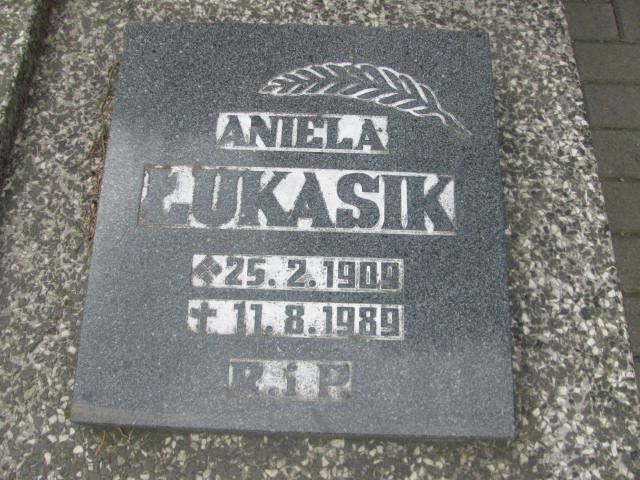 ANIELA
ŁUKASIK
25.2.1909
✝ 11.8.1989
R.i P.